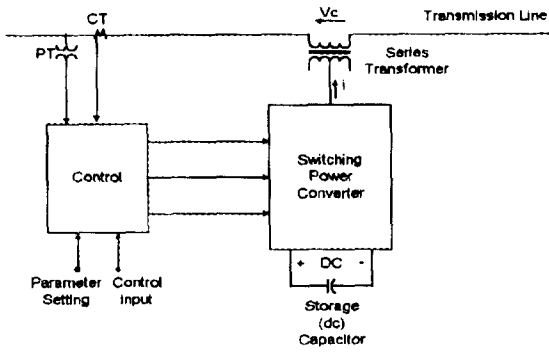 CT
Vc
Transmission Line
PT
Series
Transformer
i
Control
Switching
Power
Converter
+ DC -
Parameter
Setting
Control
input
Storage
(dc)
Capacitor